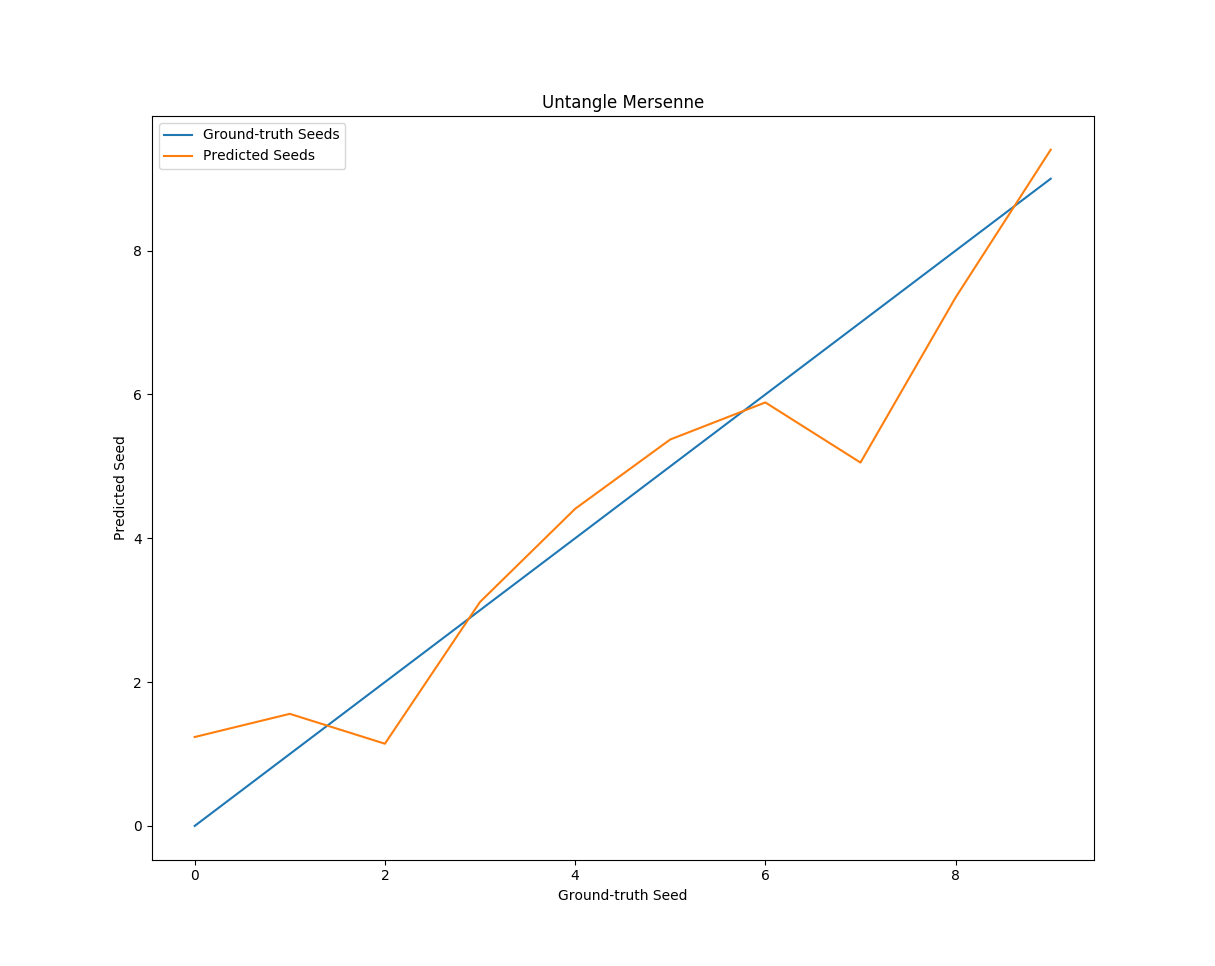 Untangle Mersenne
Ground-truth Seeds
Predicted Seeds
8
6
4
2
0
Predicted Seed
0 2 4 6 8
Ground-truth Seed